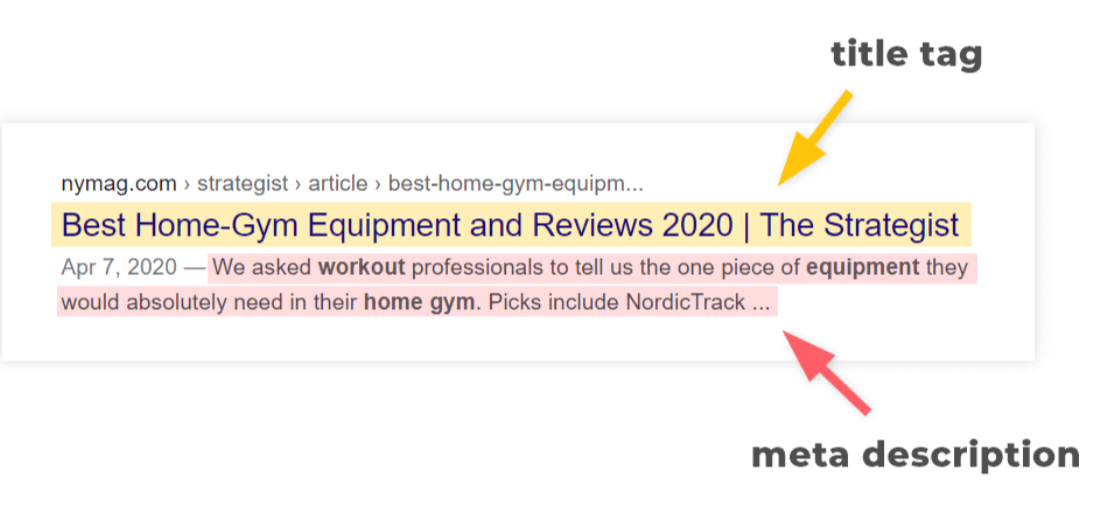 title tag
nymag.com › strategist › article › best-home-gym-equipm...
Best Home-Gym Equipment and Reviews 2020 | The Strategist
Apr 7, 2020 — We asked workout professionals to tell us the one piece of equipment they
would absolutely need in their home gym. Picks include NordicTrack ...
meta description